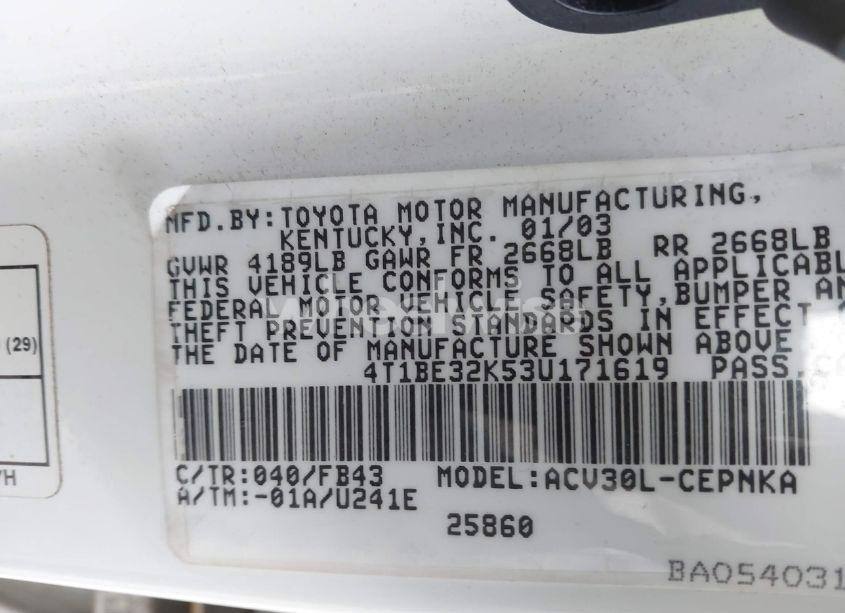 MFD.BY:TOYOTA MOTOR MANUFACTURING,
KENTUCKY,INC. 01/03
GVWR 4189LB GAWR FR 2668LB RR 2668LB
THIS VEHICLE CONFORMS TO ALL APPLICABL
FEDERAL MOTOR VEHICLE SAFETY,BUMPER AN
THEFT PREVENTION STANDARDS IN EFFECT
THE DATE OF MANUFACTURE SHOWN ABOVE
4T1BE32K53U171619 PASS.
(29)
C/TR:040/FB43 MODEL:ACV30L-CEPNKA
A/TM:-01A/U241E
25860
BA054031